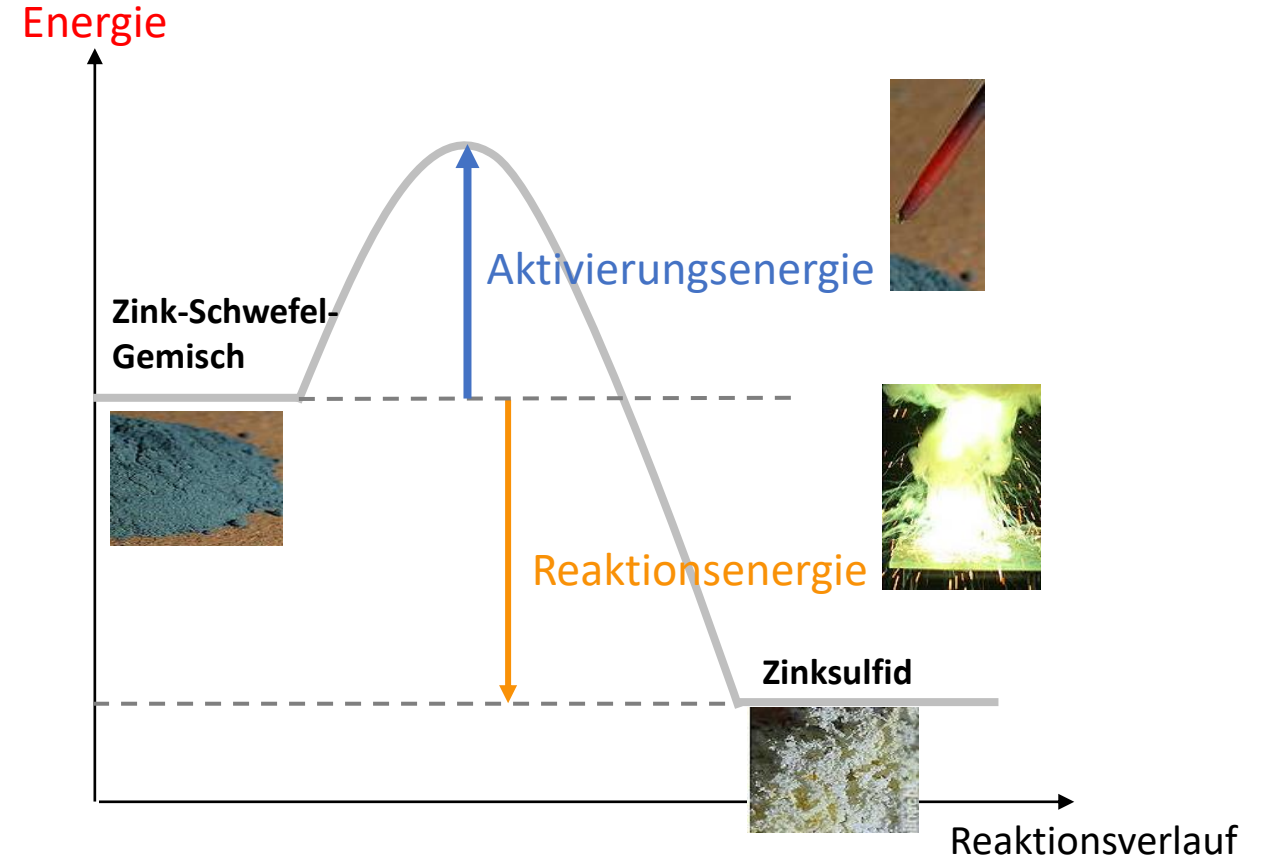 Energie
Aktivierungsenergie
Zink-Schwefel-
Gemisch
Reaktionsenergie
Zinksulfid
Reaktionsverlauf